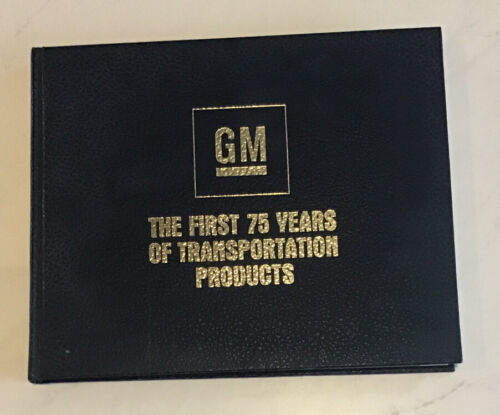 GM
THE FIRST 75 YEARS
OF TRANSPORTATION
PRODUCTS